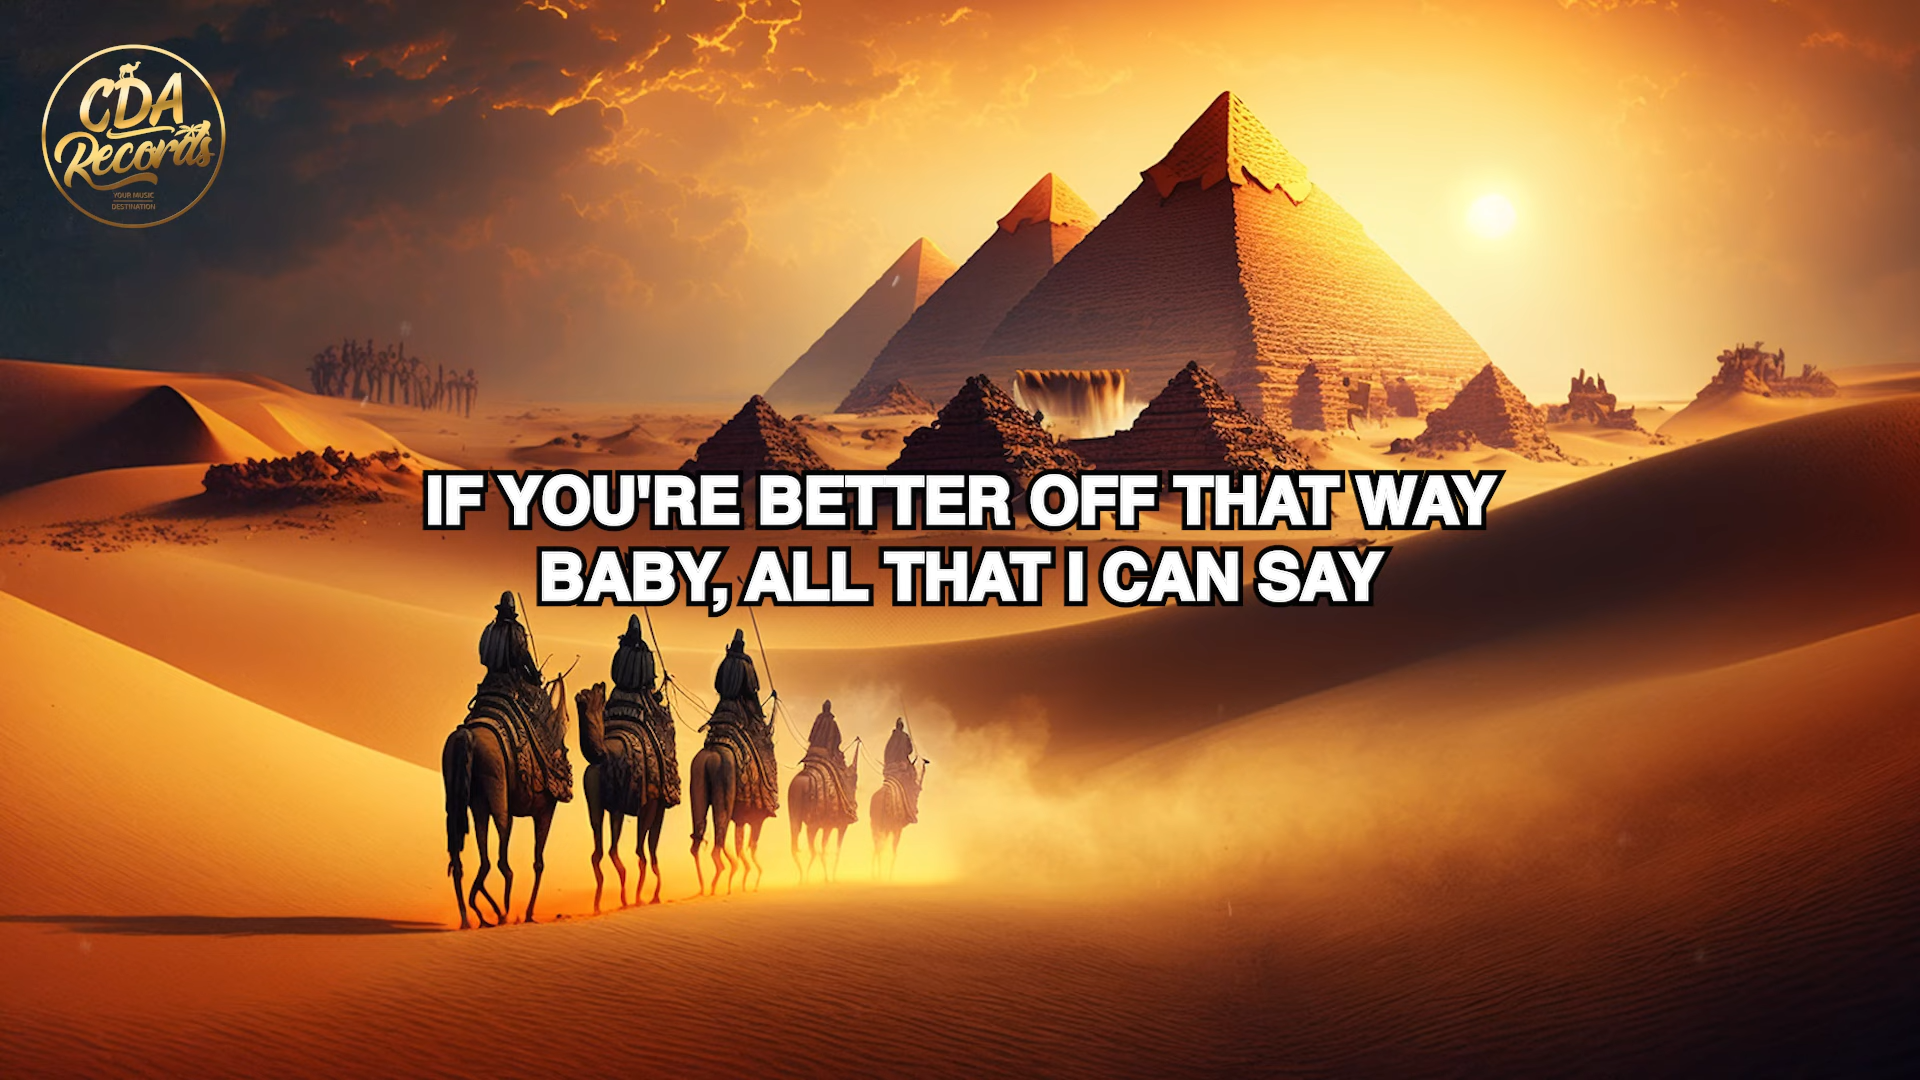 CDA
Records
YOUR MUSIC
DESTINATION
IF YOU'RE BETTER OFF THAT WAY
BABY, ALL THAT I CAN SAY